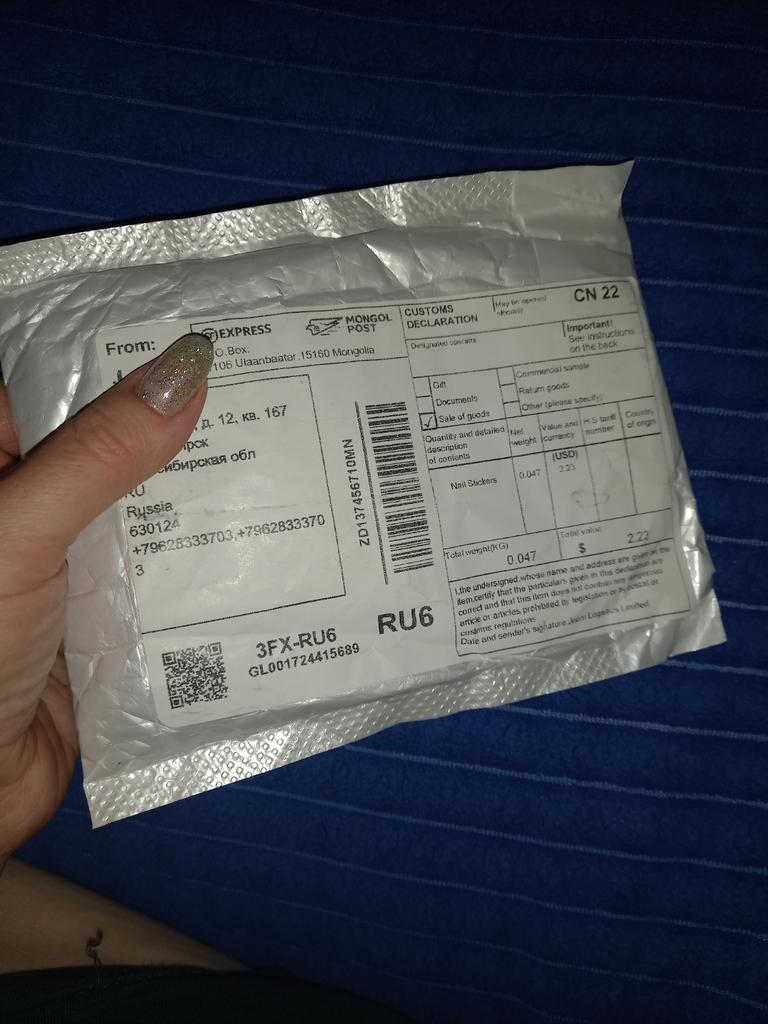 From:
EXPRESS
MONGOL
POST
O.Box:
106 Ulaanbaatar 15160 Mongolia
д. 12, кв. 167
ибирская обл
RU
Russia
630124
+79628333703,+7962833370
3
ZD137456710MN
3FX-RU6
GL001724415689
RU6
CUSTOMS
DECLARATION
May be opened
officially
CN 22
Designated operator
Important!
See instructions
on the back
Gift
Documents
✓ Sale of goods
Commercial sample
Return goods
Other (please specify)
Quantity and detailed
description
of contents
Net
weight
Value and
currency
H S tariff
number
Country
of origin
(USD)
Nail Stickers
0.047
2.23
Total weight(KG)
0.047
Total value
$
2.23
I,the undersigned,whose name and address are given on the
item,certify that the particulars given in this declaration are
correct and that this item does not contain any dangerous
article or articles prohibited by legislation or by postal or
customs regulations
Date and sender's signature Joom Logistics Limited